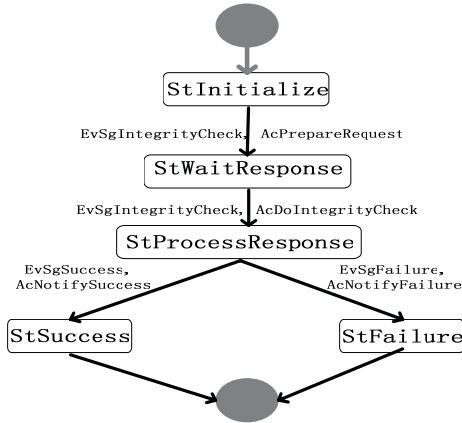 StInitialize
EvSgIntegrityCheck, AcPrepareRequest
StWaitResponse
EvSgIntegrityCheck, AcDoIntegrityCheck
StProcessResponse
EvSgSuccess,
AcNotifySuccess
EvSgFailure,
AcNotifyFailure
StSuccess
StFailure